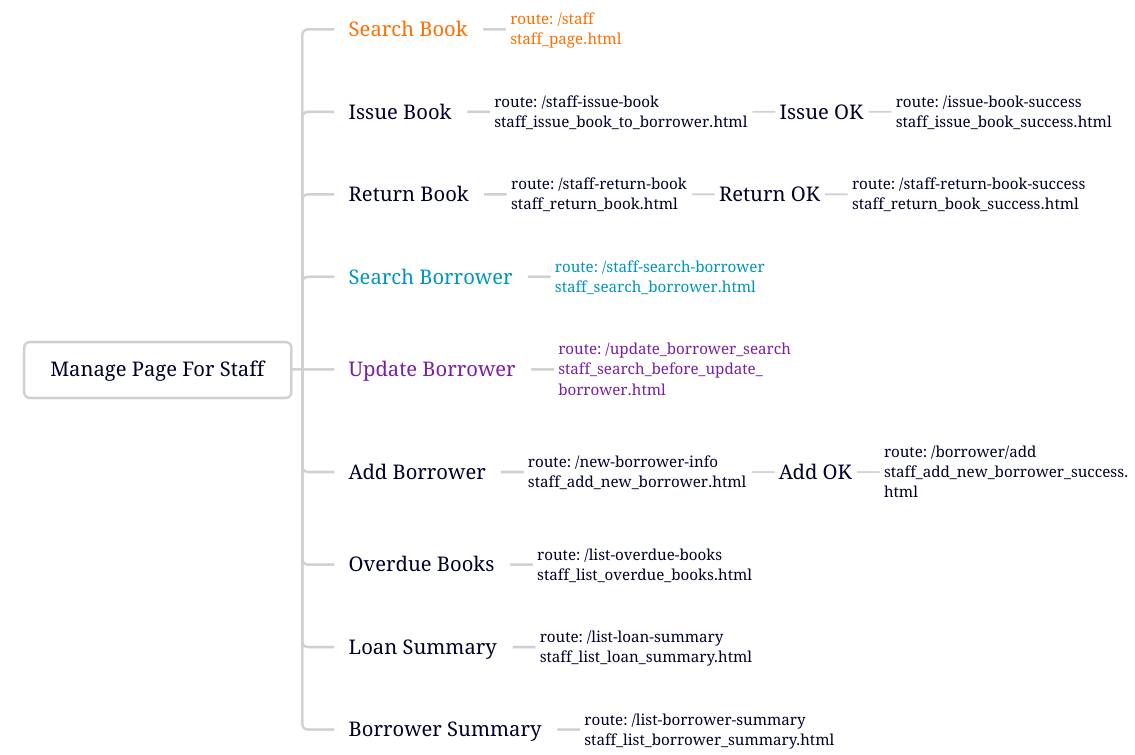 Search Book
route: /staff
staff_page.html
Issue Book
route: /staff-issue-book
staff_issue_book_to_borrower.html
Issue OK
route: /issue-book-success
staff_issue_book_success.html
Return Book
route: /staff-return-book
staff_return_book.html
Return OK
route: /staff-return-book-success
staff_return_book_success.html
Search Borrower
route: /staff-search-borrower
staff_search_borrower.html
Manage Page For Staff
Update Borrower
route: /update_borrower_search
staff_search_before_update_
borrower.html
Add Borrower
route: /new-borrower-info
staff_add_new_borrower.html
Add OK
route: /borrower/add
staff_add_new_borrower_success.
html
Overdue Books
route: /list-overdue-books
staff_list_overdue_books.html
Loan Summary
route: /list-loan-summary
staff_list_loan_summary.html
Borrower Summary
route: /list-borrower-summary
staff_list_borrower_summary.html